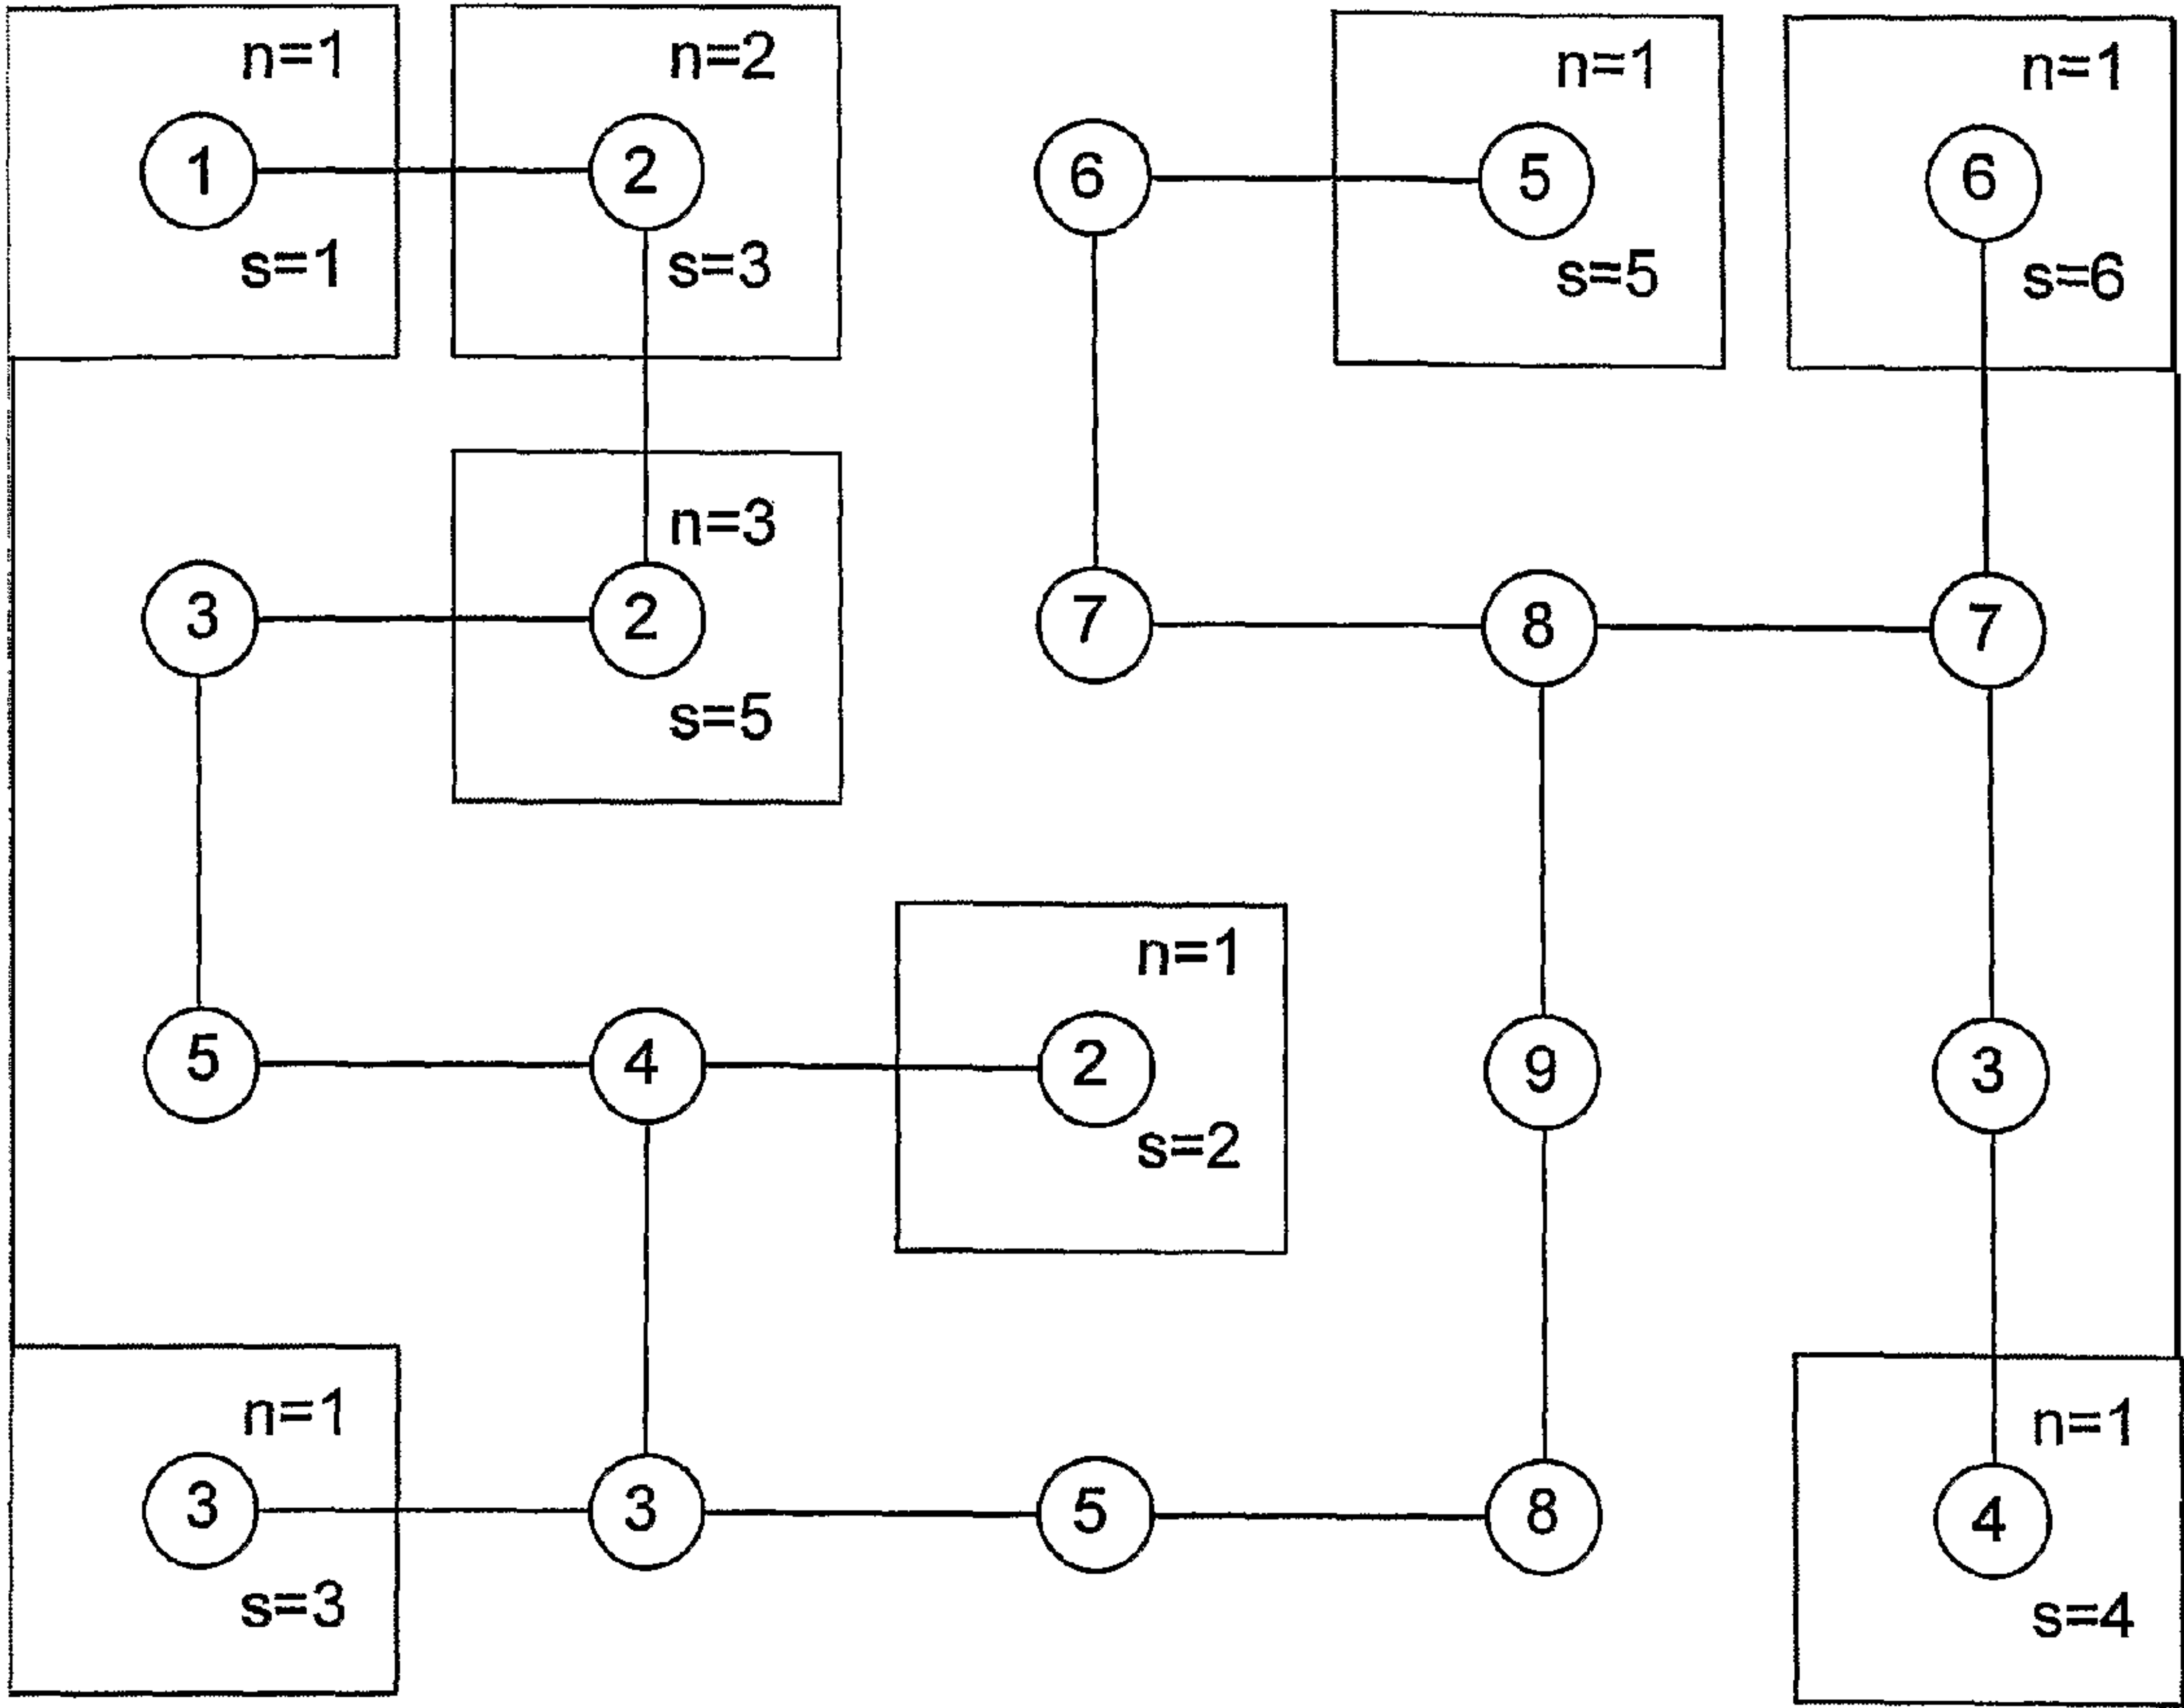 n=1 n=2 n=1 n=1
1 2 6 5 6
s=1 s=3 s=5 s=6
n=3
3 2 7 8 7
s=5
n=1
5 4 2 9 3
s=2
n=1 n=1
3 3 5 8 4
s=3 s=4